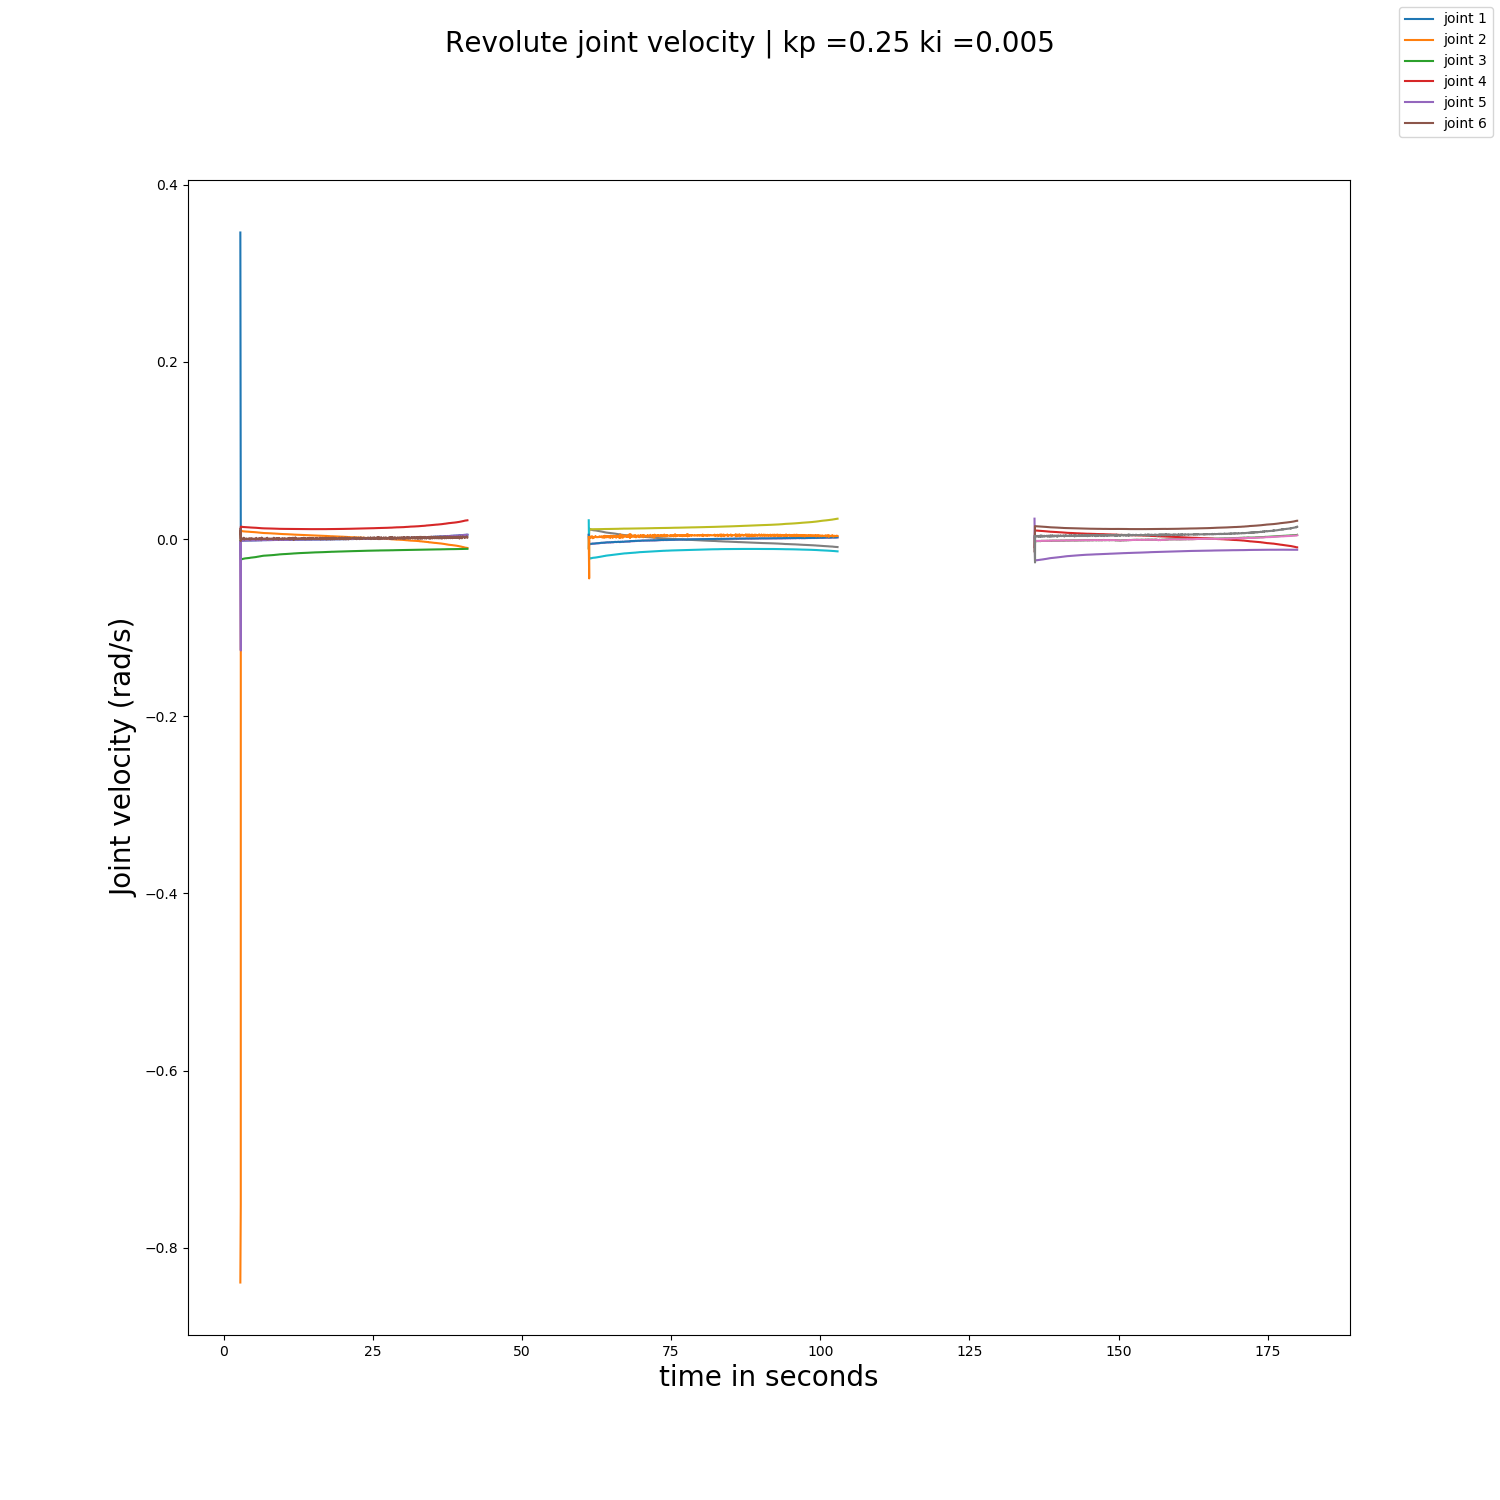 Revolute joint velocity | kp =0.25 ki =0.005
joint 1
joint 2
joint 3
joint 4
joint 5
joint 6
0.4
0.2
0.0
−0.2
−0.4
−0.6
−0.8
Joint velocity (rad/s)
0 25 50 75 100 125 150 175
time in seconds